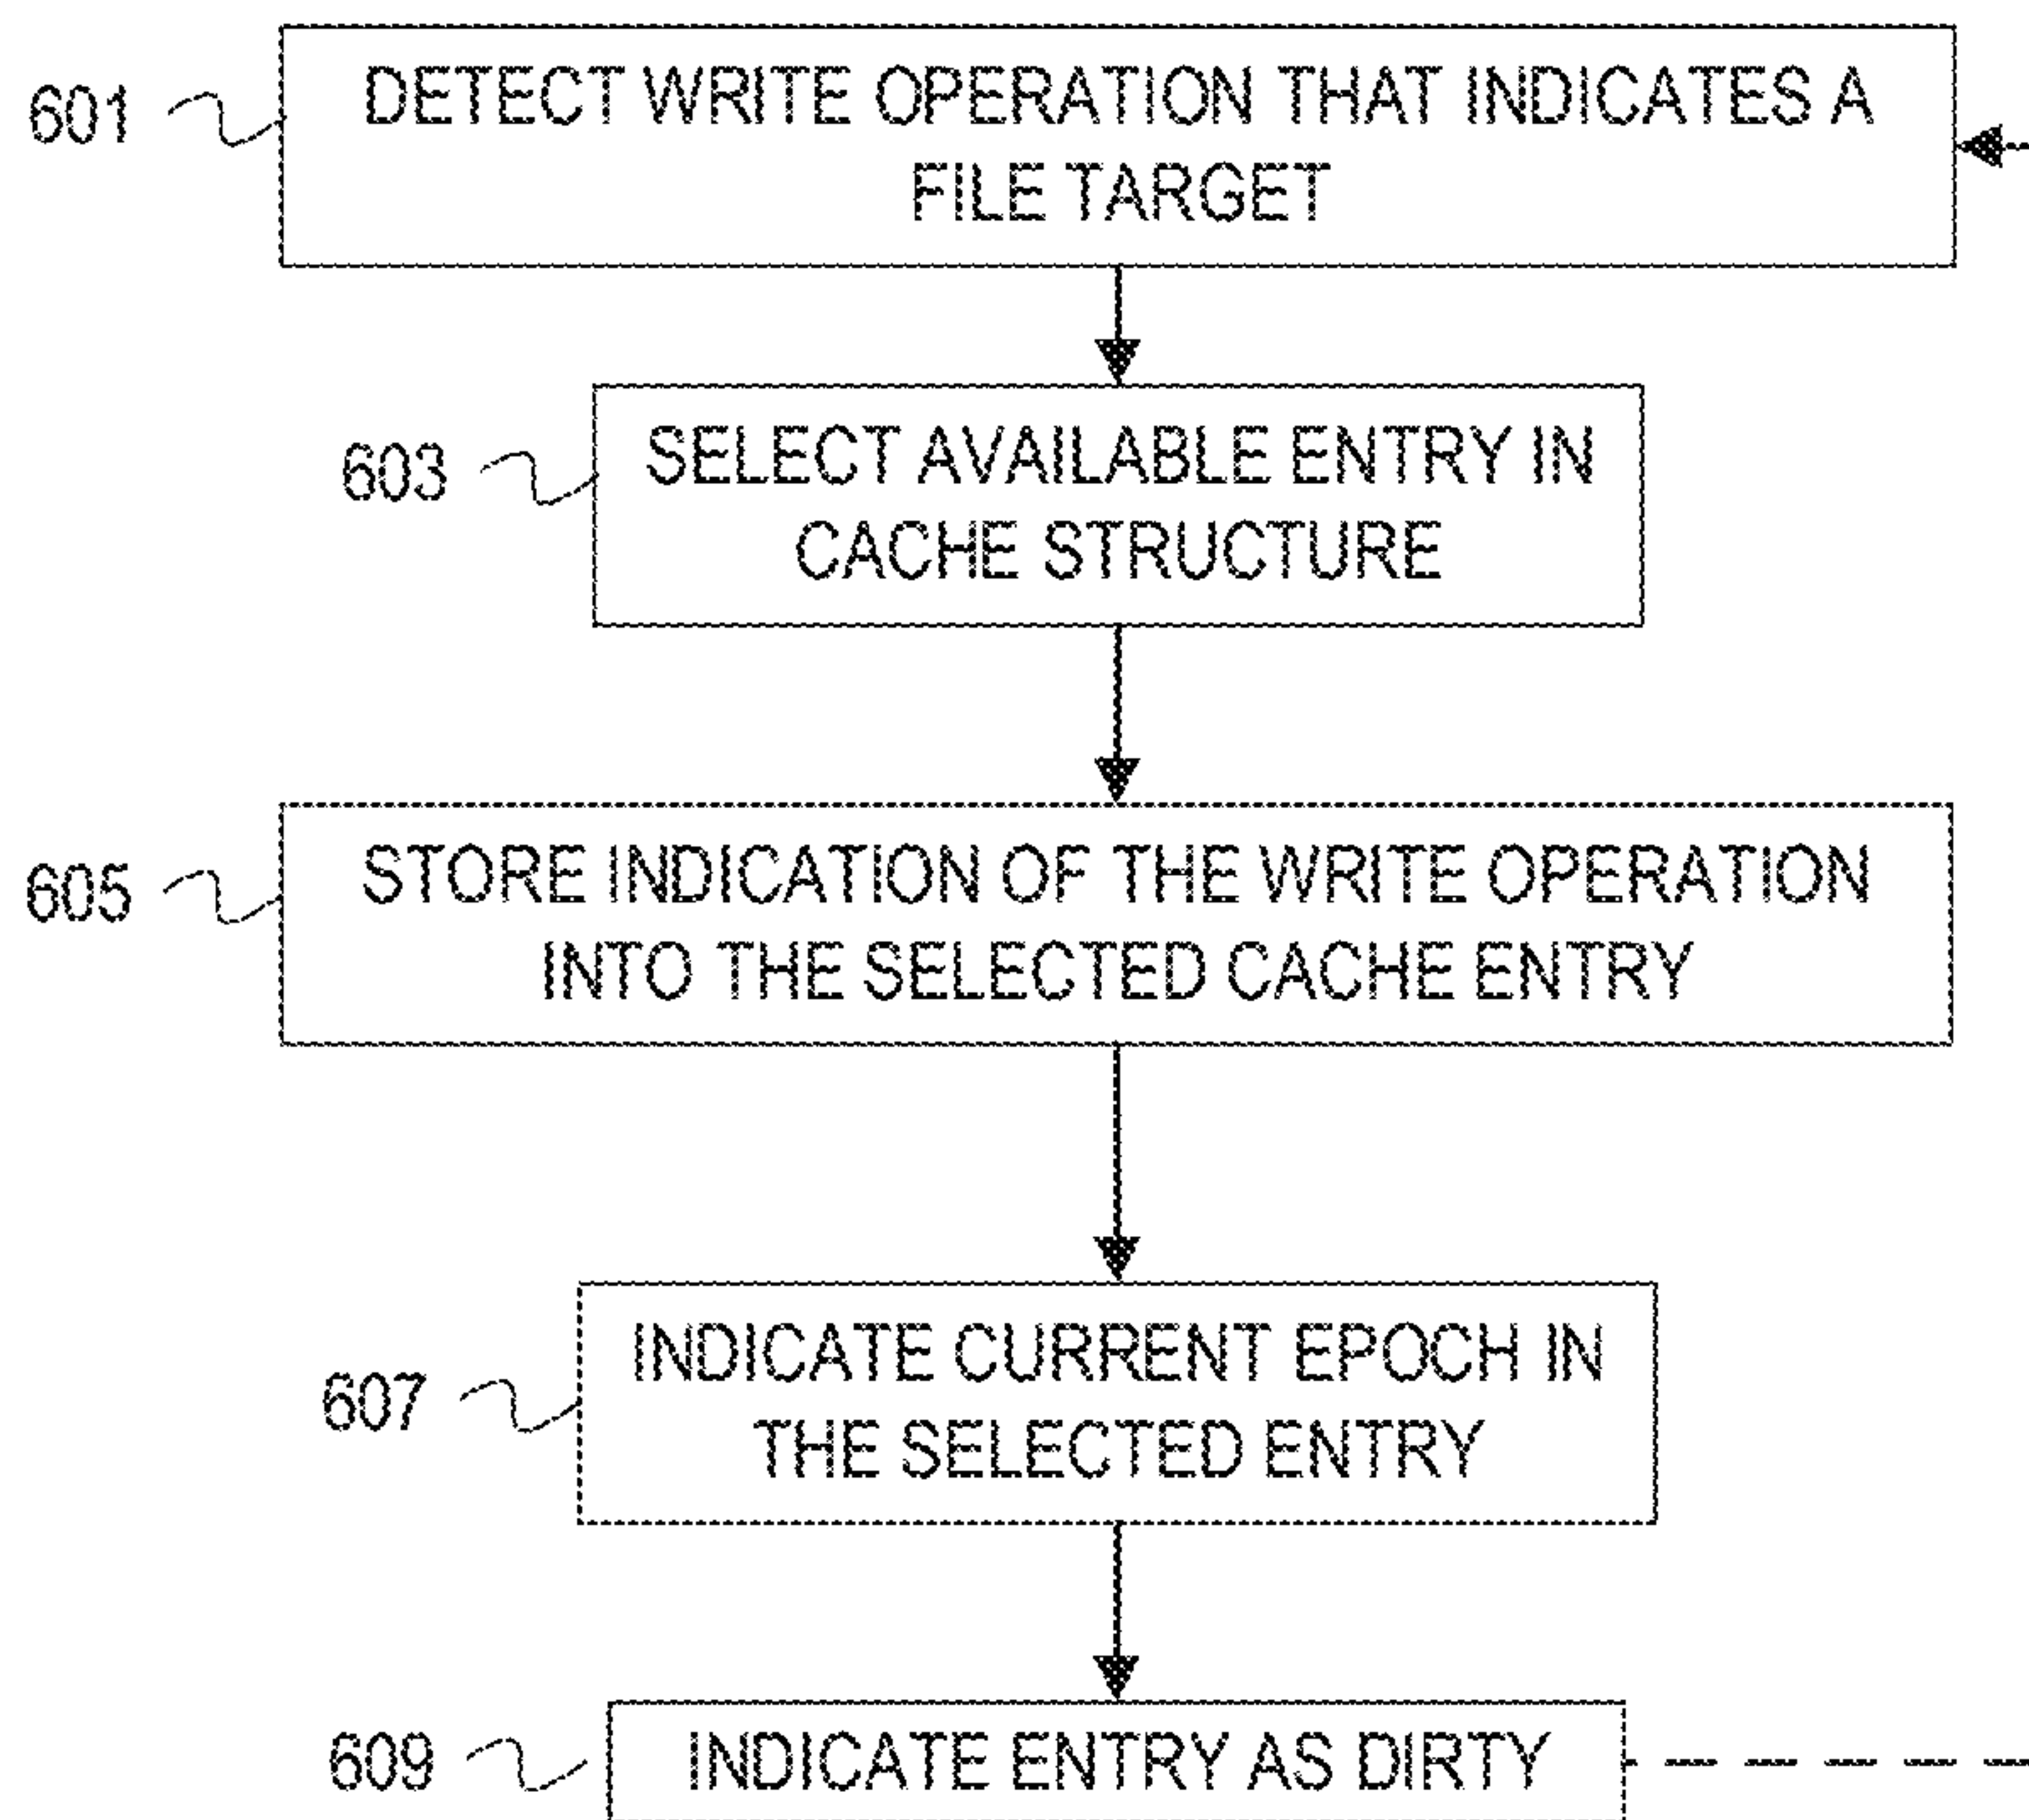 601
DETECT WRITE OPERATION THAT INDICATES A
FILE TARGET
603
SELECT AVAILABLE ENTRY IN
CACHE STRUCTURE
605
STORE INDICATION OF THE WRITE OPERATION
INTO THE SELECTED CACHE ENTRY
607
INDICATE CURRENT EPOCH IN
THE SELECTED ENTRY
609
INDICATE ENTRY AS DIRTY